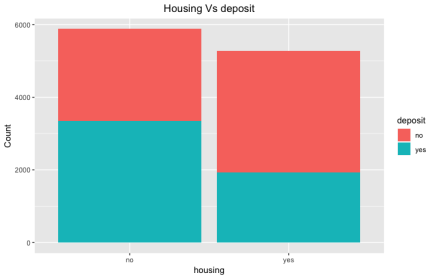 Housing Vs deposit
Count
6000
4000
2000
0
no
yes
housing
deposit
no
yes